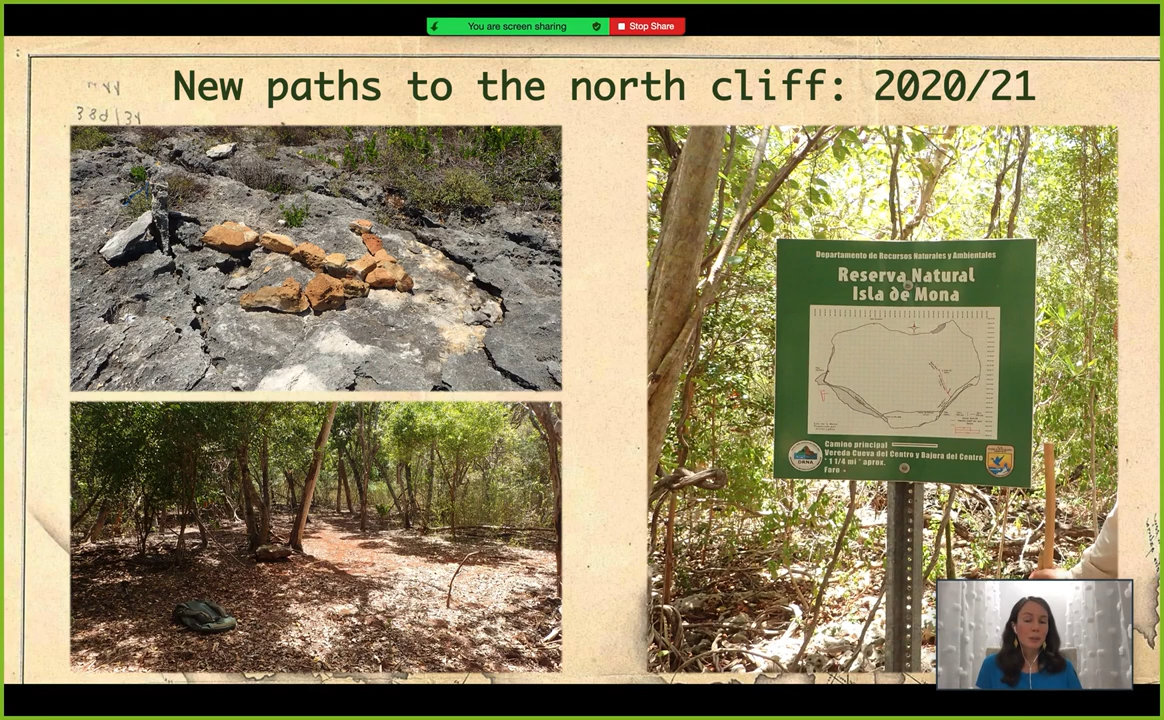 You are screen sharing
Stop Share
New paths to the north cliff: 2020/21
Departamento de Recursos Naturales y Ambientales
Reserva Natural
Isla de Mona
Camino principal
Vereda Cueva del Centro y Bajura del Centro
* 1 1/4 mi * aprox.
Faro
DRNA